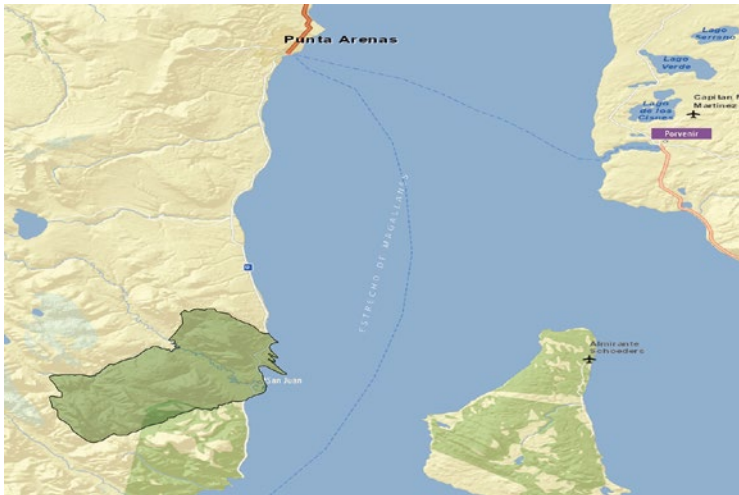 Punta Arenas
Lago
Serrano
Lago
Verde
Lago
de los
Cisnes
Capitan
Martinez
Porvenir
ESTRECHO DE MAGALLANES
Almirante
Schoeders
San Juan